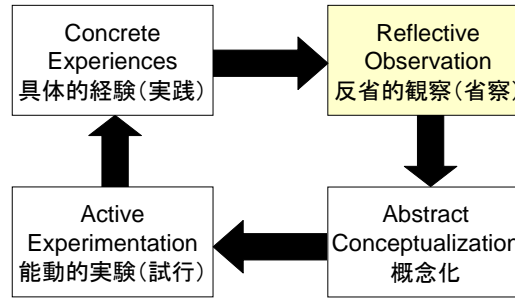 Concrete
Experiences
具体的経験（実践）
Reflective
Observation
反省的観察（省察）
Active
Experimentation
能動的実験（試行）
Abstract
Conceptualization
概念化